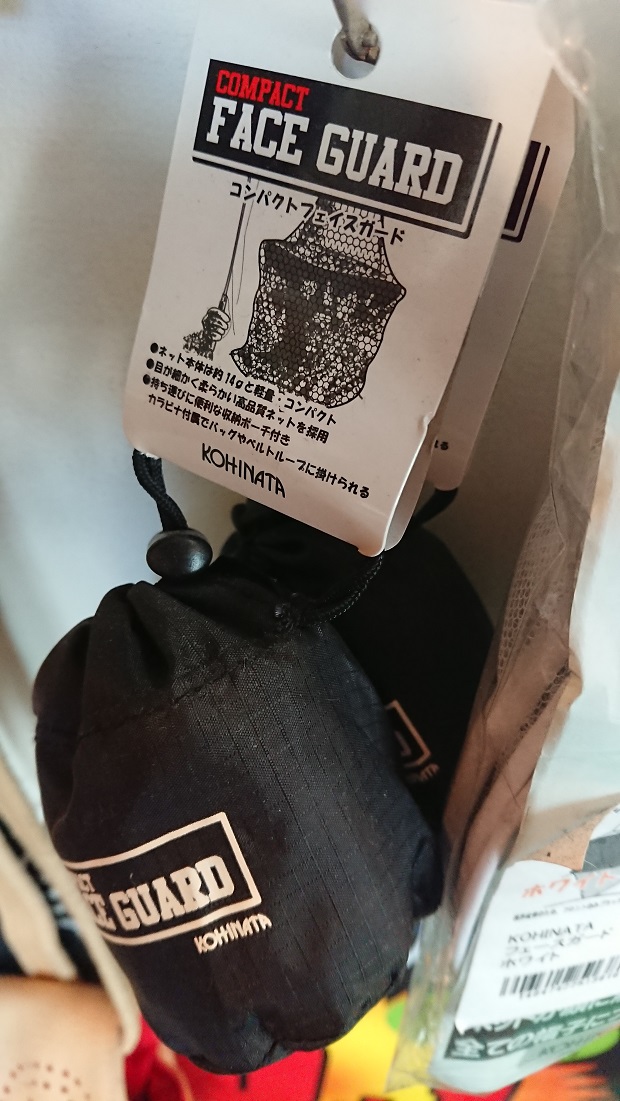 COMPACT
FACE GUARD
コンパクトフェイスガード
●ネット本体は約14gと軽量・コンパクト
●目が細かく柔らかい高品質ネットを採用
●持ち運びに便利な収納ポーチ付き
カラビナ付属でバッグやベルトループに掛けられる
KOHINATA
GUARD
KOHINATA
ホワイト
KOHINATA
フェースガード
ホワイト